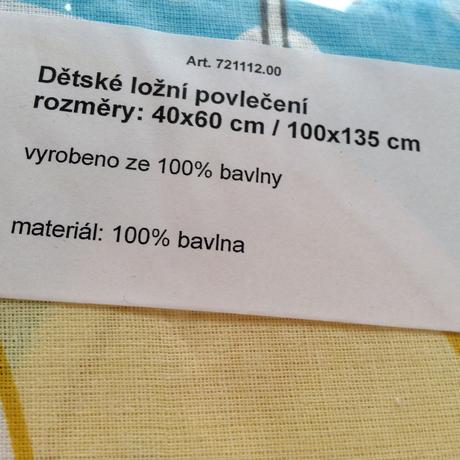 Art. 721112.00
Dětské ložní povlečení
rozměry: 40x60 cm / 100x135 cm
vyrobeno ze 100% bavlny
materiál: 100% bavlna